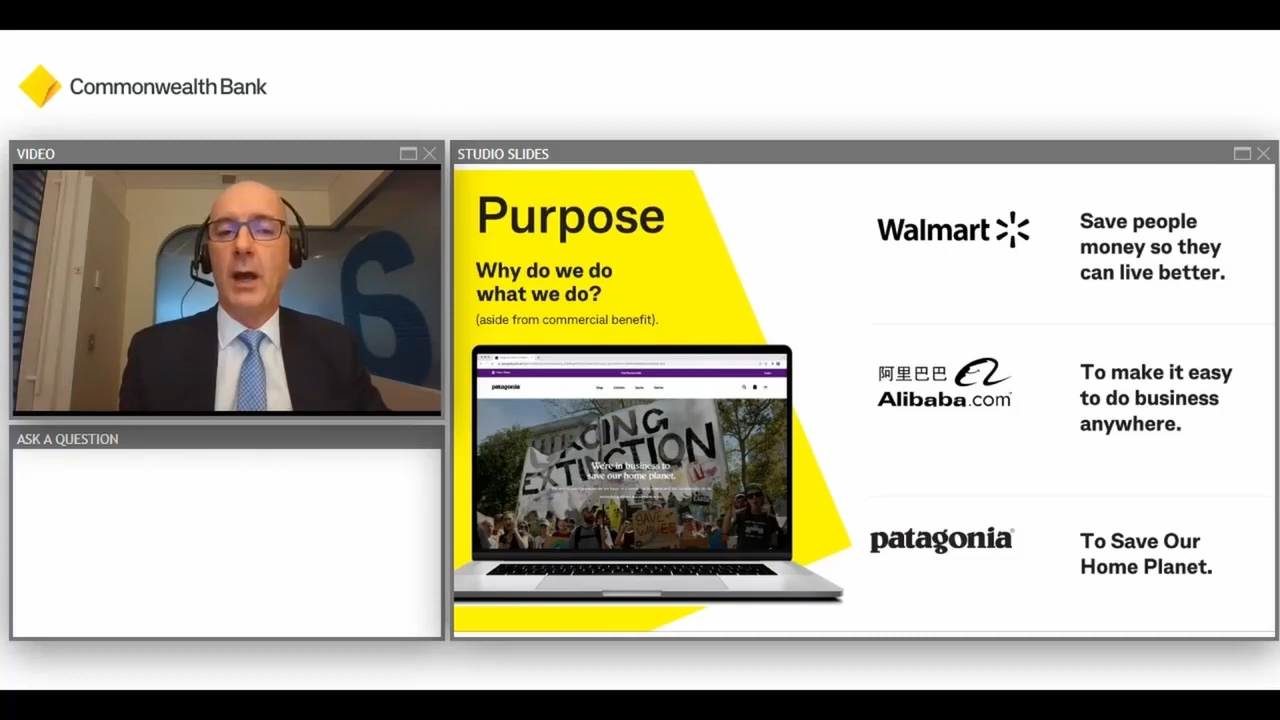 CommonwealthBank
VIDEO
6
ASK A QUESTION
STUDIO SLIDES
Purpose
Why do we do
what we do?
(aside from commercial benefit).
patagonia
EXTINCTION
We're in business to
save our home planet.
Walmart
Save people
money so they
can live better.
阿里巴巴
Alibaba.com
To make it easy
to do business
anywhere.
patagonia®
To Save Our
Home Planet.